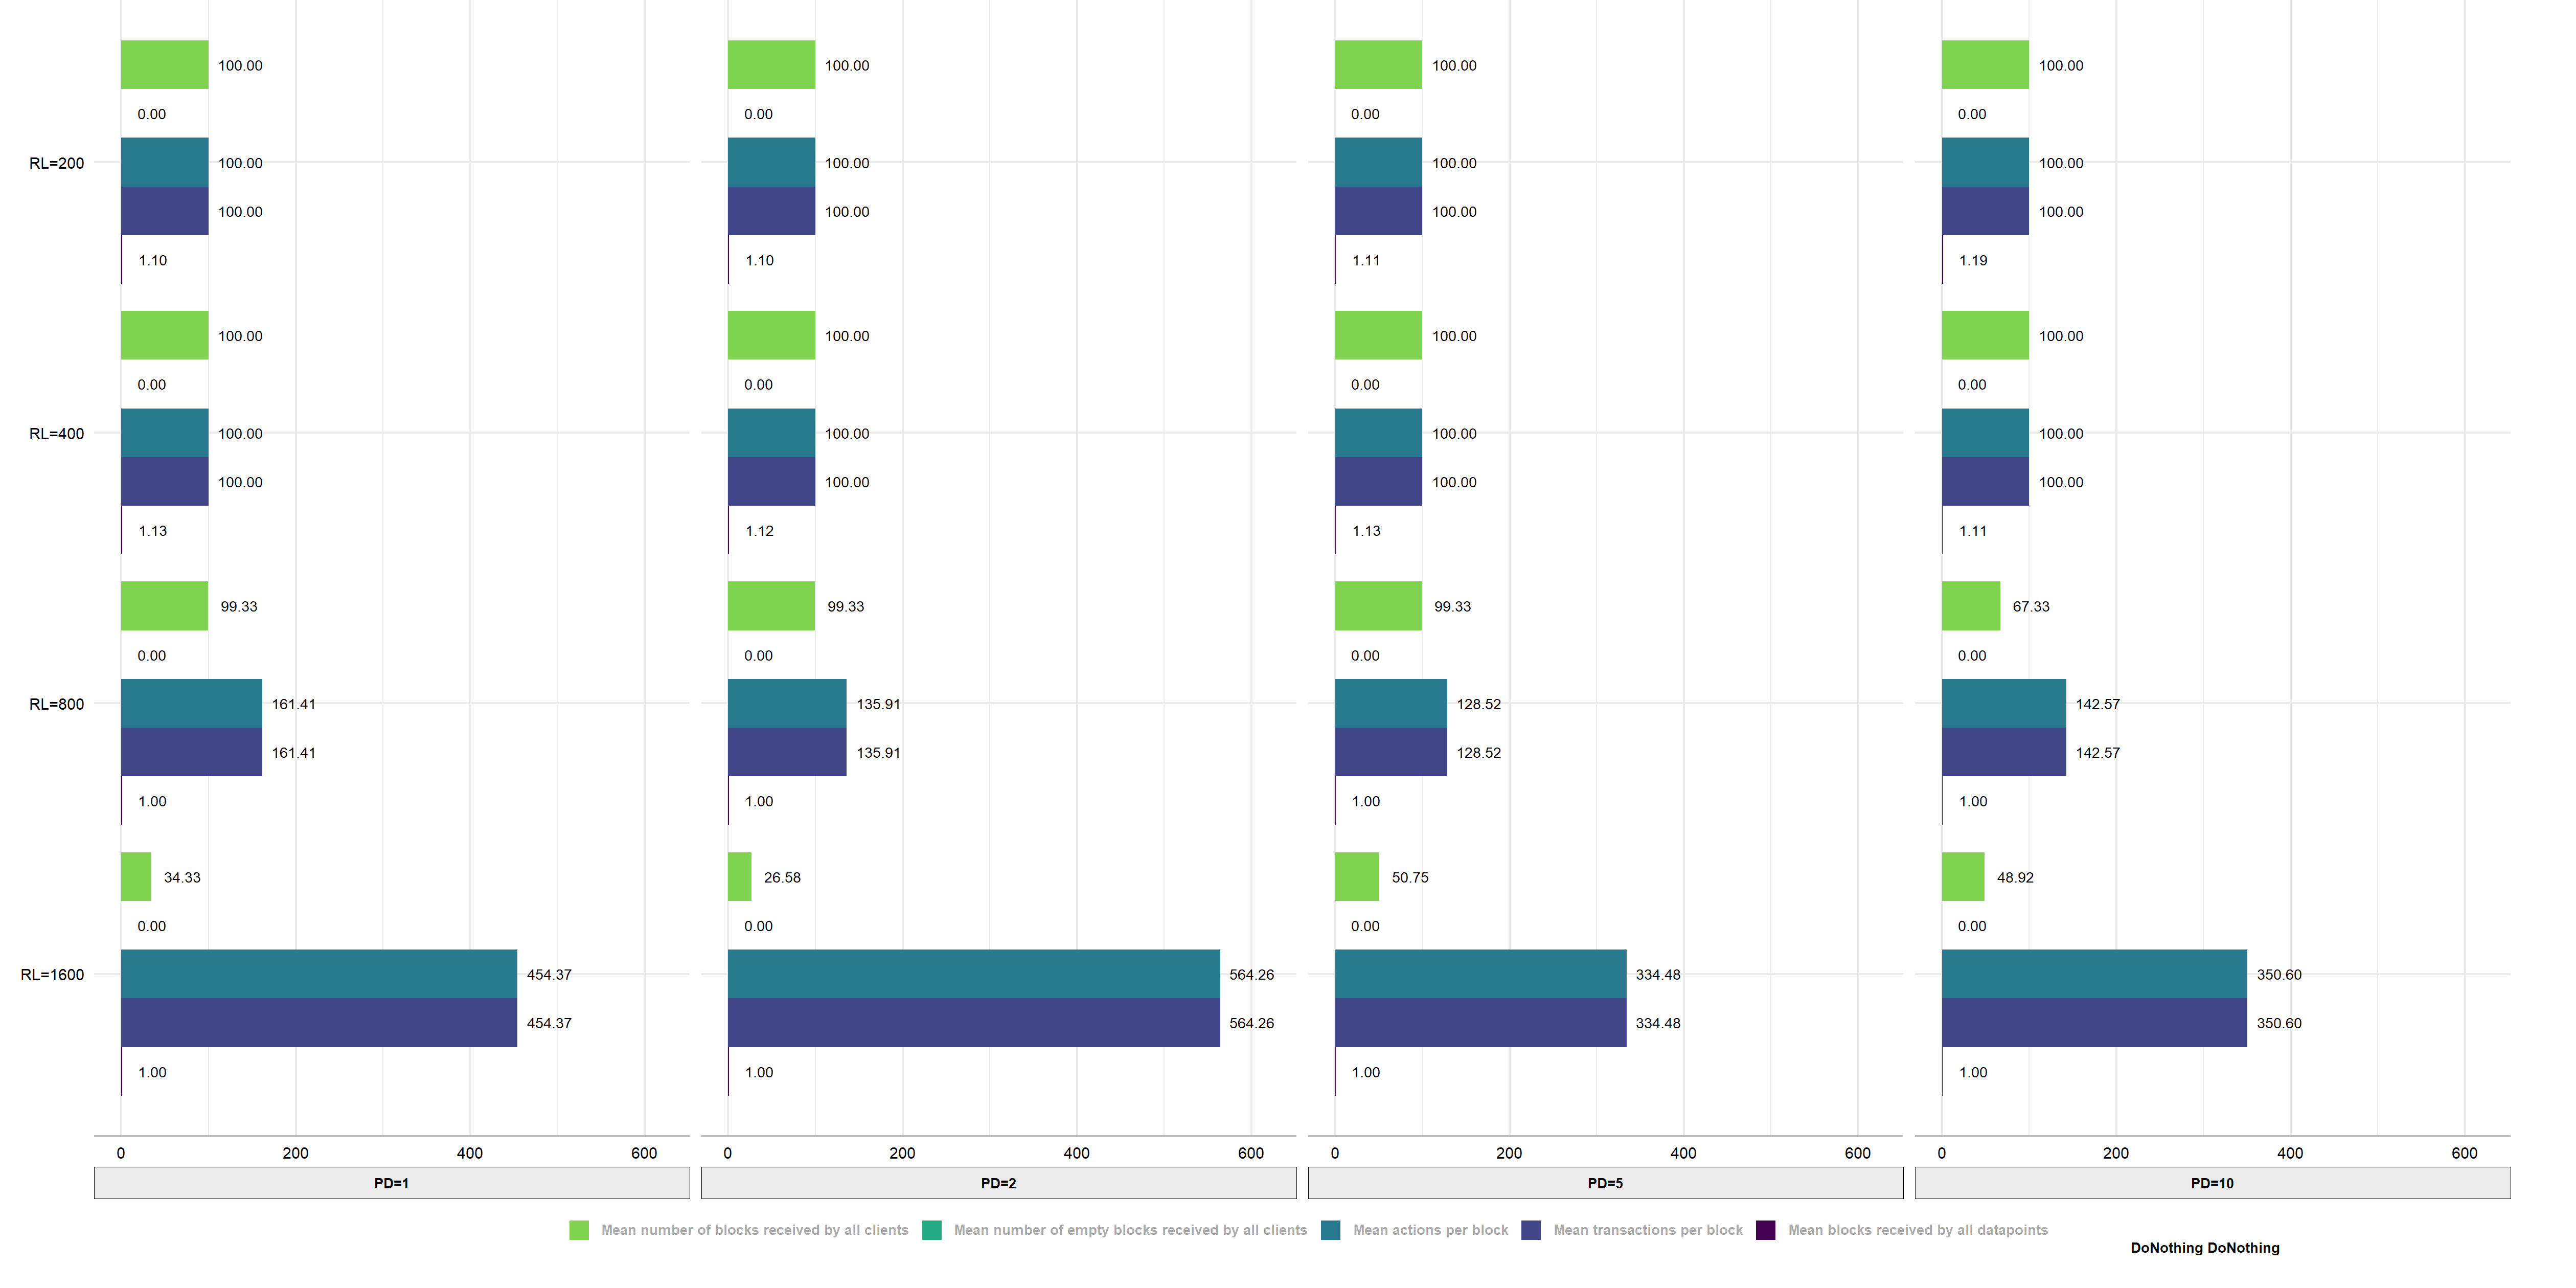 100.00 100.00 100.00 100.00
0.00 0.00 0.00 0.00
RL=200 100.00 100.00 100.00 100.00
100.00 100.00 100.00 100.00
1.10 1.10 1.11 1.19
100.00 100.00 100.00 100.00
0.00 0.00 0.00 0.00
RL=400 100.00 100.00 100.00 100.00
100.00 100.00 100.00 100.00
1.13 1.12 1.13 1.11
99.33 99.33 99.33 67.33
0.00 0.00 0.00 0.00
RL=800 161.41 135.91 128.52 142.57
161.41 135.91 128.52 142.57
1.00 1.00 1.00 1.00
34.33 26.58 50.75 48.92
0.00 0.00 0.00 0.00
RL=1600 454.37 564.26 334.48 350.60
454.37 564.26 334.48 350.60
1.00 1.00 1.00 1.00
0 200 400 600 0 200 400 600 0 200 400 600 0 200 400 600
PD=1 PD=2 PD=5 PD=10
Mean number of blocks received by all clients Mean number of empty blocks received by all clients Mean actions per block Mean transactions per block Mean blocks received by all datapoints
DoNothing DoNothing